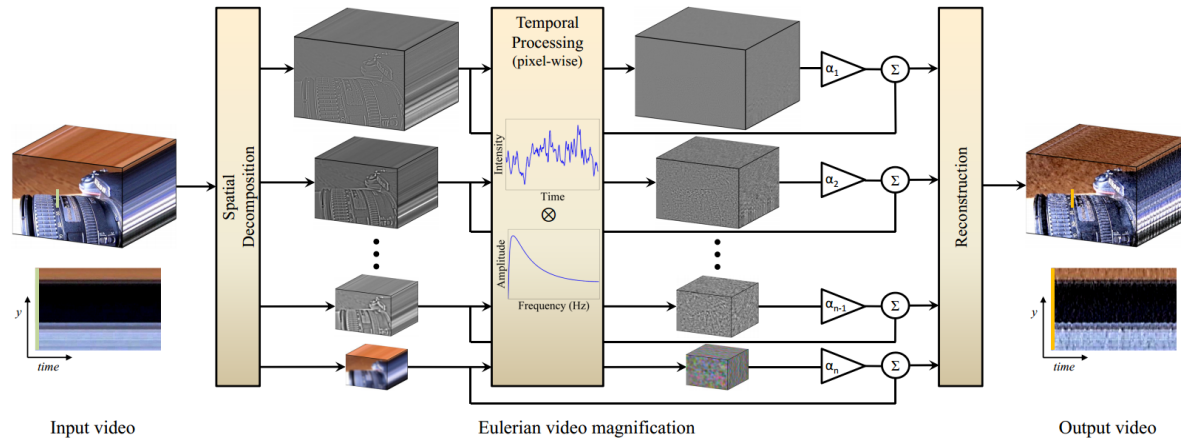 Temporal
Processing
(pixel-wise)
Spatial
Decomposition
Intensity
Time
⊗
Amplitude
Frequency (Hz)
α1
Σ
α2
Σ
αn-1
Σ
αn
Σ
Reconstruction
y
time
y
time
Input video
Eulerian video magnification
Output video